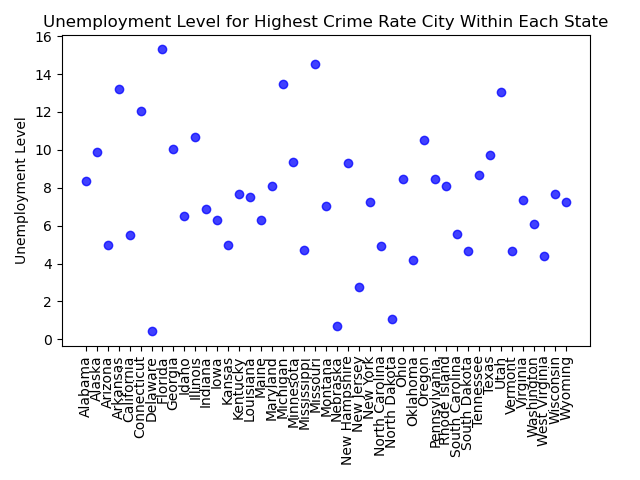 Unemployment Level for Highest Crime Rate City Within Each State
Unemployment Level
16
14
12
10
8
6
4
2
0
Alabama
Alaska
Arizona
Arkansas
California
Connecticut
Delaware
Florida
Georgia
Idaho
Illinois
Indiana
Iowa
Kansas
Kentucky
Louisiana
Maine
Maryland
Michigan
Minnesota
Mississippi
Missouri
Montana
Nebraska
New Hampshire
New Jersey
New York
North Carolina
North Dakota
Ohio
Oklahoma
Oregon
Pennsylvania
Rhode Island
South Carolina
South Dakota
Tennessee
Texas
Utah
Vermont
Virginia
Washington
West Virginia
Wisconsin
Wyoming